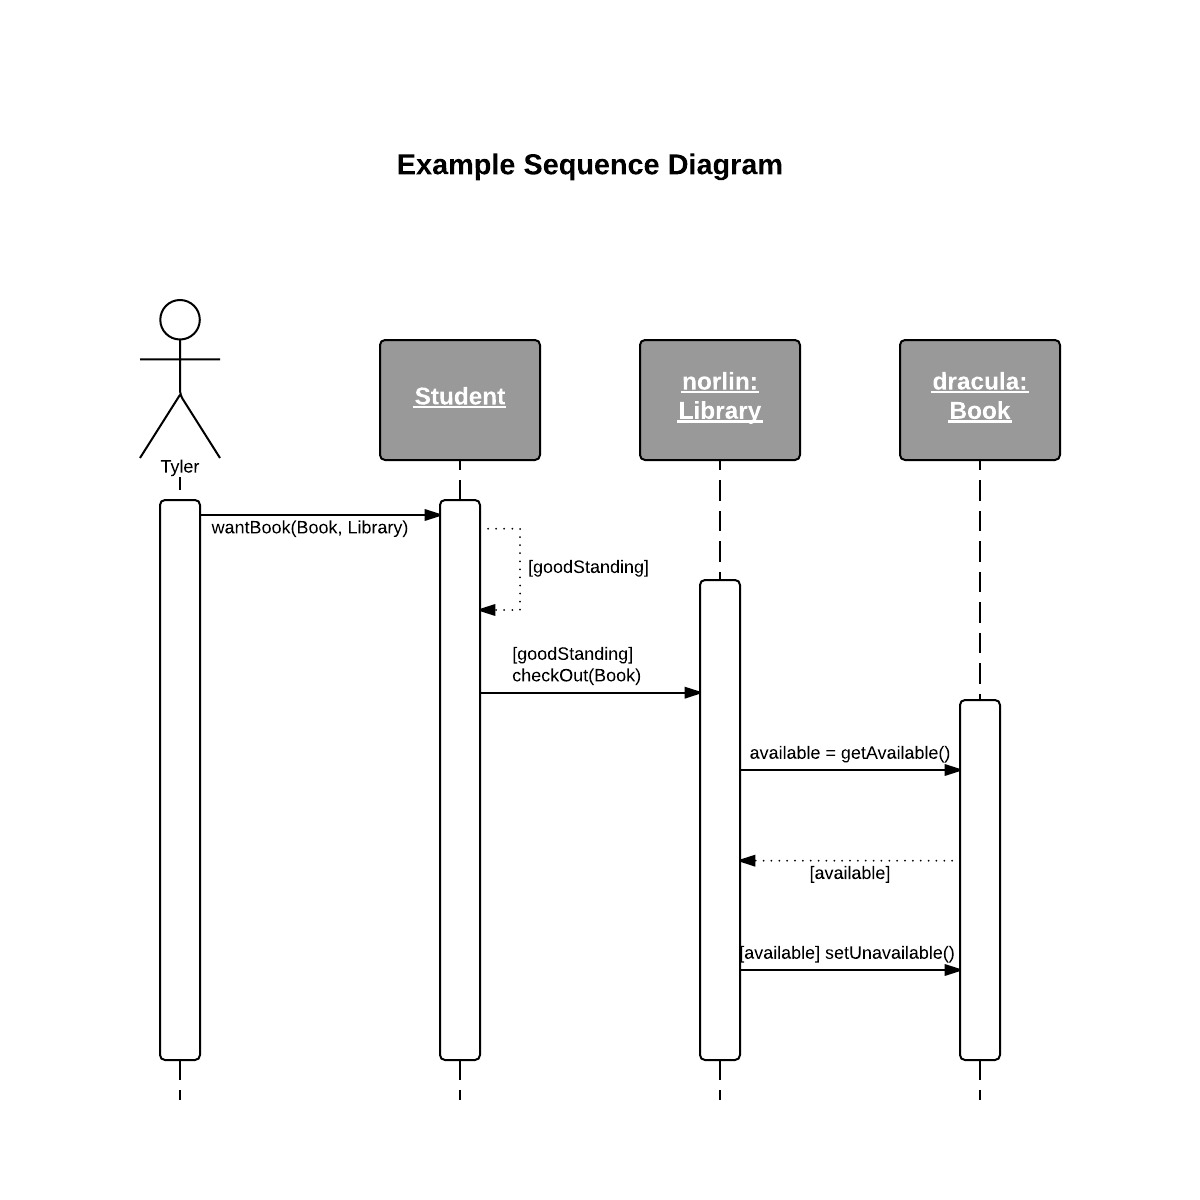 Example Sequence Diagram
Tyler
Student
norlin:
Library
dracula:
Book
wantBook(Book, Library)
[goodStanding]
[goodStanding]
checkOut(Book)
available = getAvailable()
[available]
[available] setUnavailable()